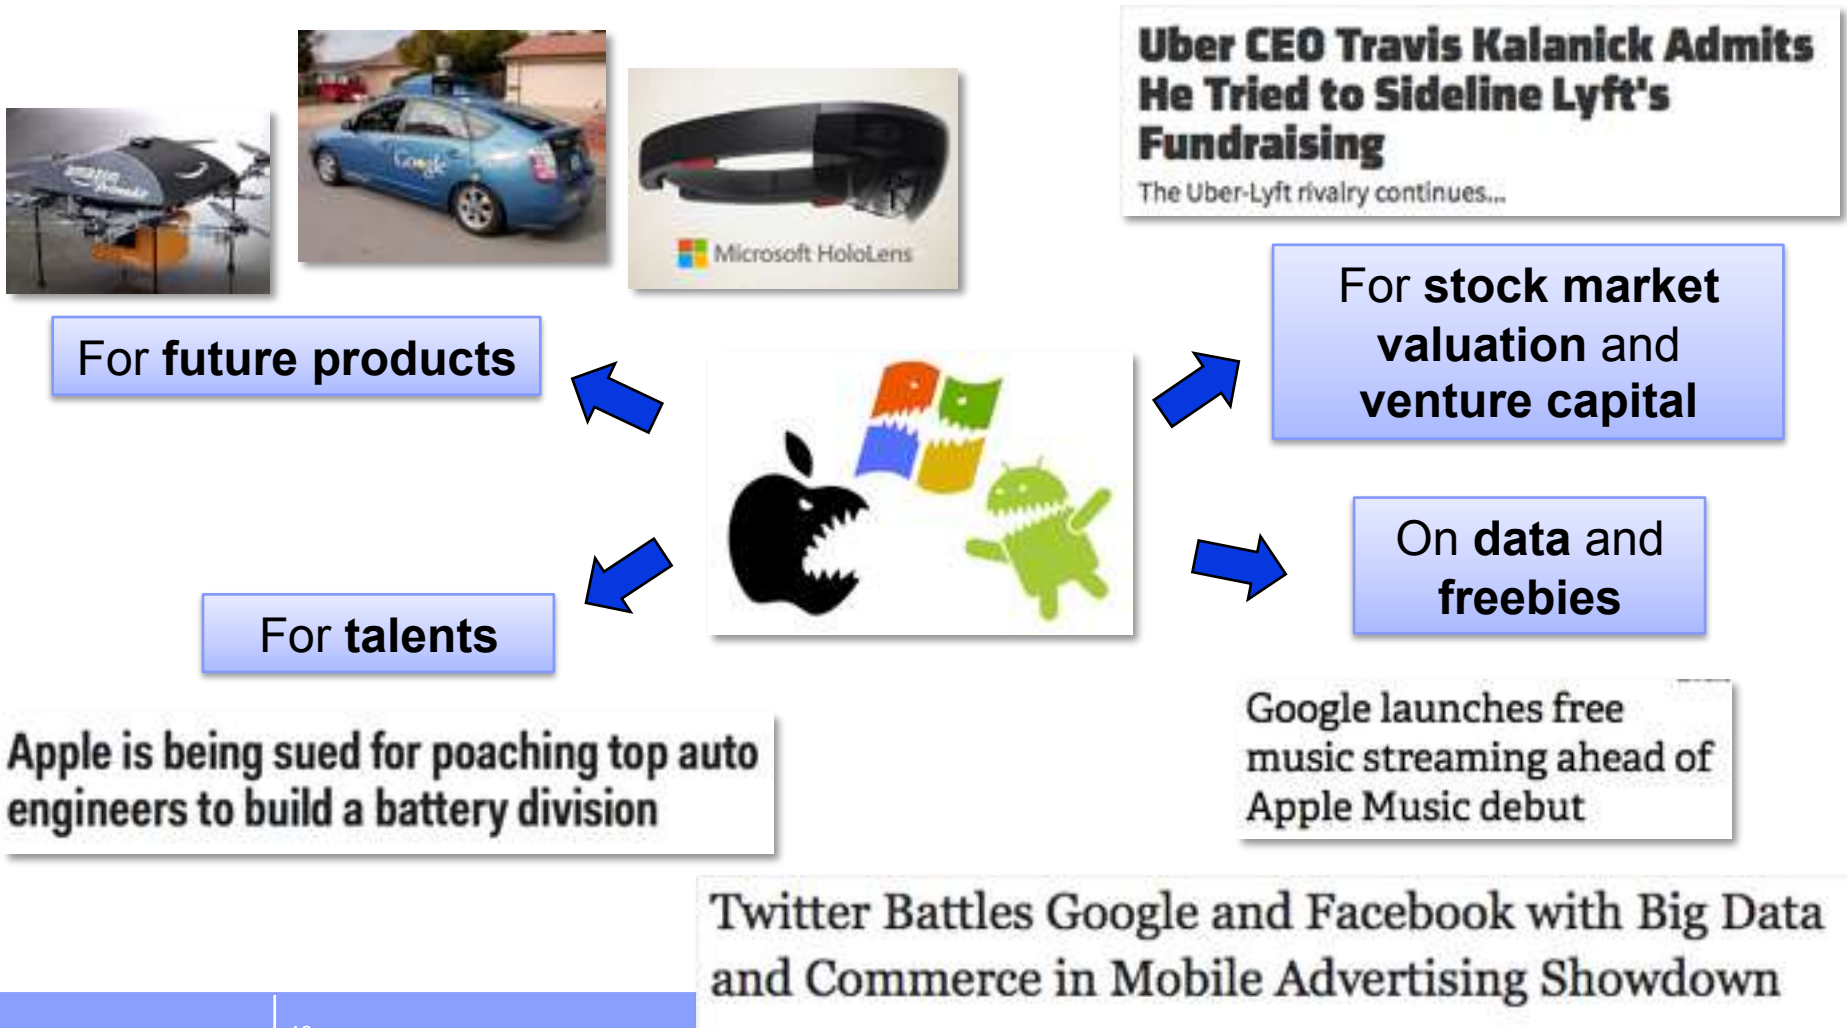 Uber CEO Travis Kalanick Admits
He Tried to Sideline Lyft's
Fundraising
The Uber-Lyft rivalry continues...
amazon
Google
Microsoft HoloLens
For future products
For stock market
valuation and
venture capital
For talents
On data and
freebies
Apple is being sued for poaching top auto
engineers to build a battery division
Google launches free
music streaming ahead of
Apple Music debut
Twitter Battles Google and Facebook with Big Data
and Commerce in Mobile Advertising Showdown